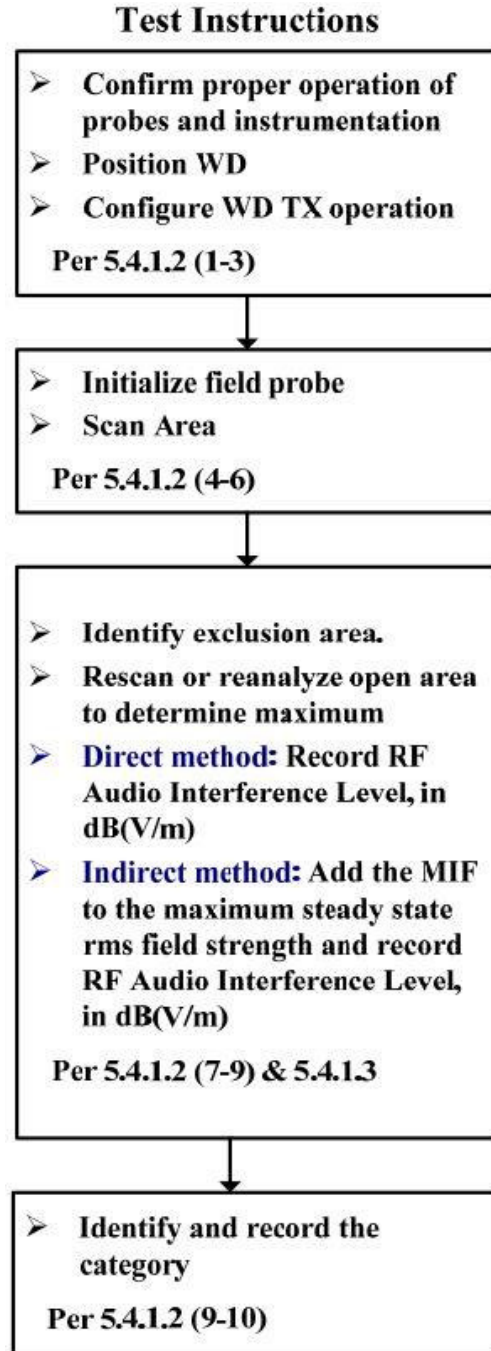 Test Instructions
➢ Confirm proper operation of
probes and instrumentation
➢ Position WD
➢ Configure WD TX operation
Per 5.4.1.2 (1-3)
➢ Initialize field probe
➢ Scan Area
Per 5.4.1.2 (4-6)
➢ Identify exclusion area.
➢ Rescan or reanalyze open area
to determine maximum
➢ Direct method: Record RF
Audio Interference Level, in
dB(V/m)
➢ Indirect method: Add the MIF
to the maximum steady state
rms field strength and record
RF Audio Interference Level,
in dB(V/m)
Per 5.4.1.2 (7-9) & 5.4.1.3
➢ Identify and record the
category
Per 5.4.1.2 (9-10)